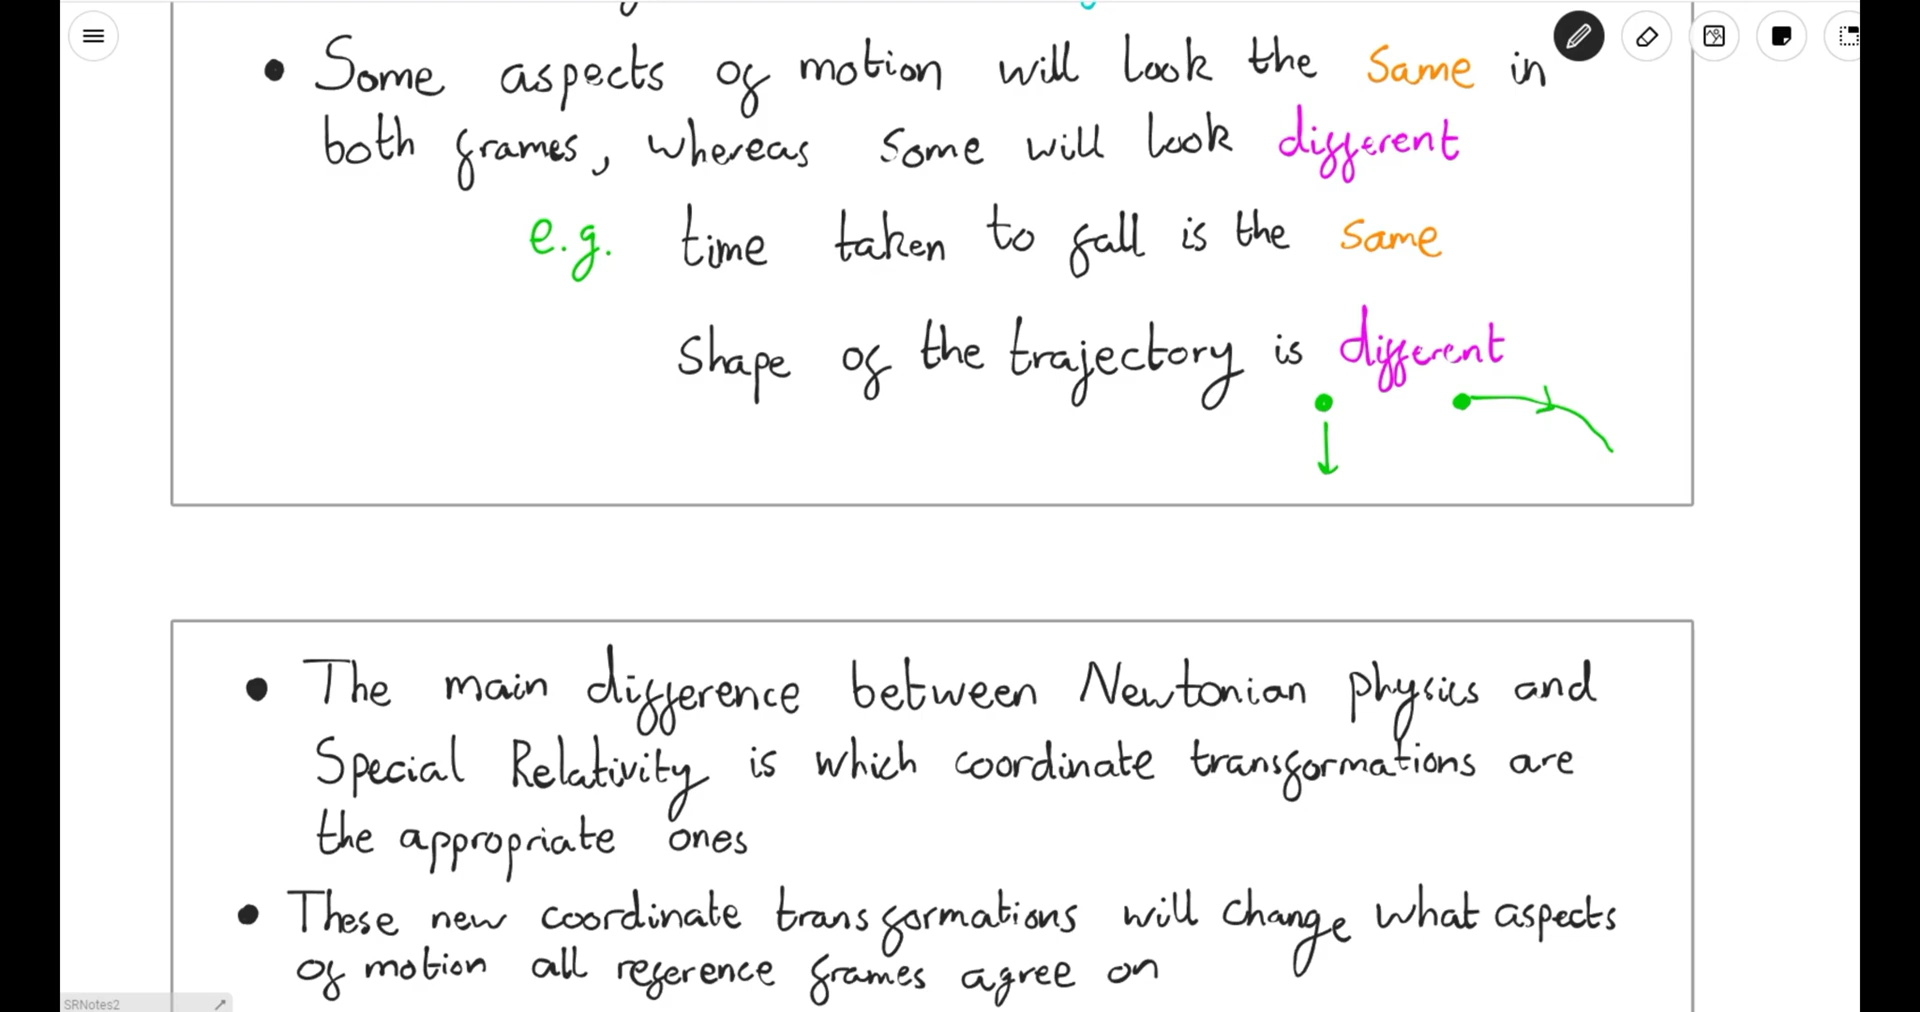 • Some aspects of motion will look the same in
both frames, whereas some will look different
e.g. time taken to fall is the same
Shape of the trajectory is different
• The main difference between Newtonian physics and
Special Relativity is which coordinate transformations are
the appropriate ones
• These new coordinate transformations will change what aspects
of motion all reference frames agree on
SRNotes2